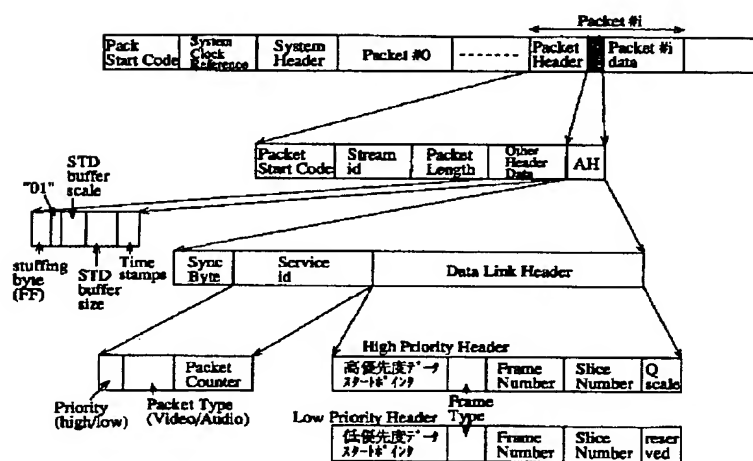 Packet #i
Pack
Start Code
System
Clock
Reference
System
Header
Packet #0
Packet
Header
Packet #i
data
Packet
Start Code
Stream
id
Packet
Length
Other
Header
Data
AH
STD
buffer
scale
"01"
stuffing
byte
(FF)
STD
buffer
size
Time
stamps
Sync
Byte
Service
id
Data Link Header
Packet
Counter
Priority
(high/low)
Packet Type
(Video/Audio)
High Priority Header
高優先度データ
スタートポインタ
Frame
Number
Slice
Number
Q
scale
Frame
Type
Low Priority Header
低優先度データ
スタートポインタ
Frame
Number
Slice
Number
reser
ved